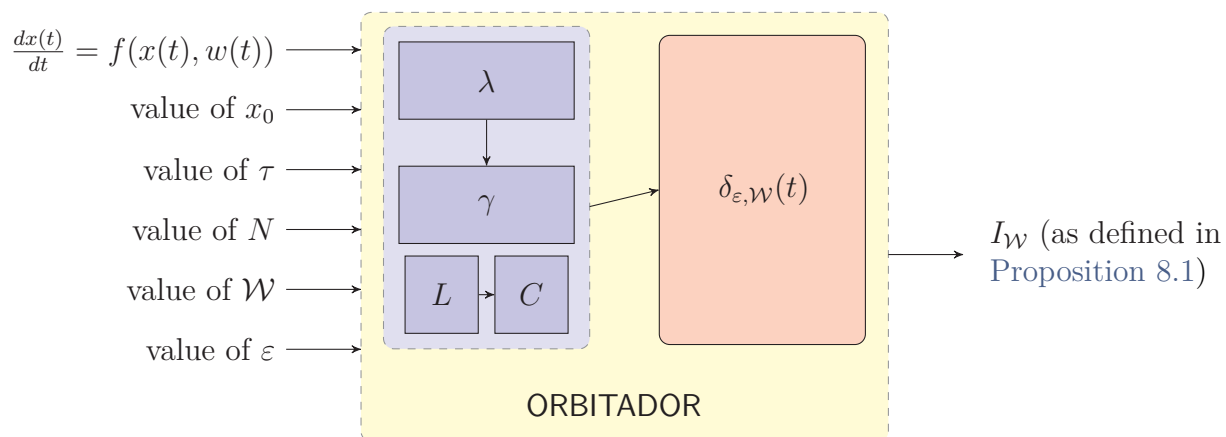 dx(t)/dt = f(x(t), w(t))
value of x₀
value of τ
value of N
value of 𝒲
value of ε
λ
γ
L
C
δ_{ε,𝒲}(t)
ORBITADOR
I_𝒲 (as defined in
Proposition 8.1)